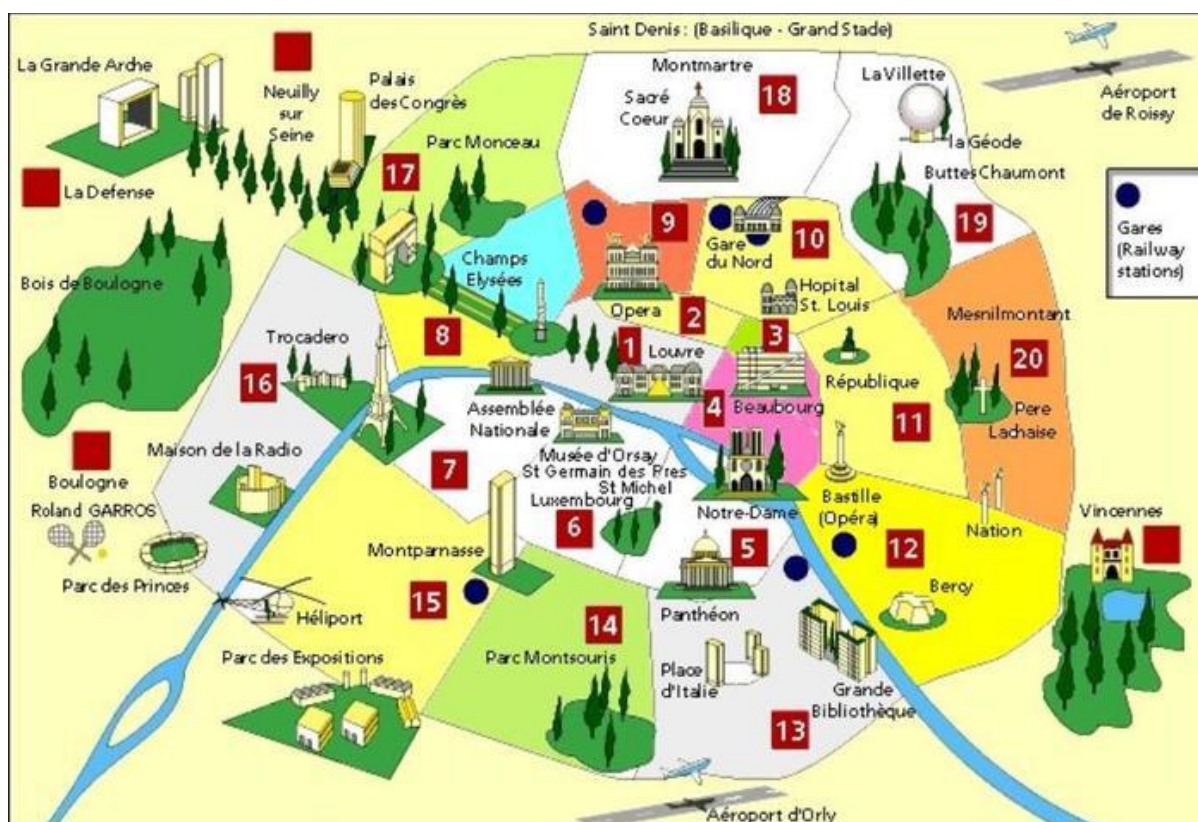 Saint Denis : (Basilique - Grand Stade)
La Grande Arche
Neuilly
sur
Seine
Palais
des Congrès
Montmartre
18
Sacré
Coeur
La Villette
la Géode
Aéroport
de Roissy
La Defense
17
Parc Monceau
Buttes Chaumont
19
Gares
(Railway
stations)
9
Gare
du Nord
10
Champs
Elysées
Bois de Boulogne
Opera
2
Hopital
St. Louis
3
Mesnilmontant
20
Trocadero
8
1
Louvre
République
16
Assemblée
Nationale
4
Beaubourg
11
Pere
Lachaise
Boulogne
Maison de la Radio
7
Musée d'Orsay
St Germain des Pres
St Michel
Luxembourg
Notre-Dame
Bastille
(Opéra)
Nation
Vincennes
Roland GARROS
Montparnasse
6
5
12
Parc des Princes
Héliport
15
Panthéon
Bercy
14
Parc des Expositions
Parc Montsouris
Place
d'Italie
Grande
Bibliothèque
13
Aéroport d'Orly